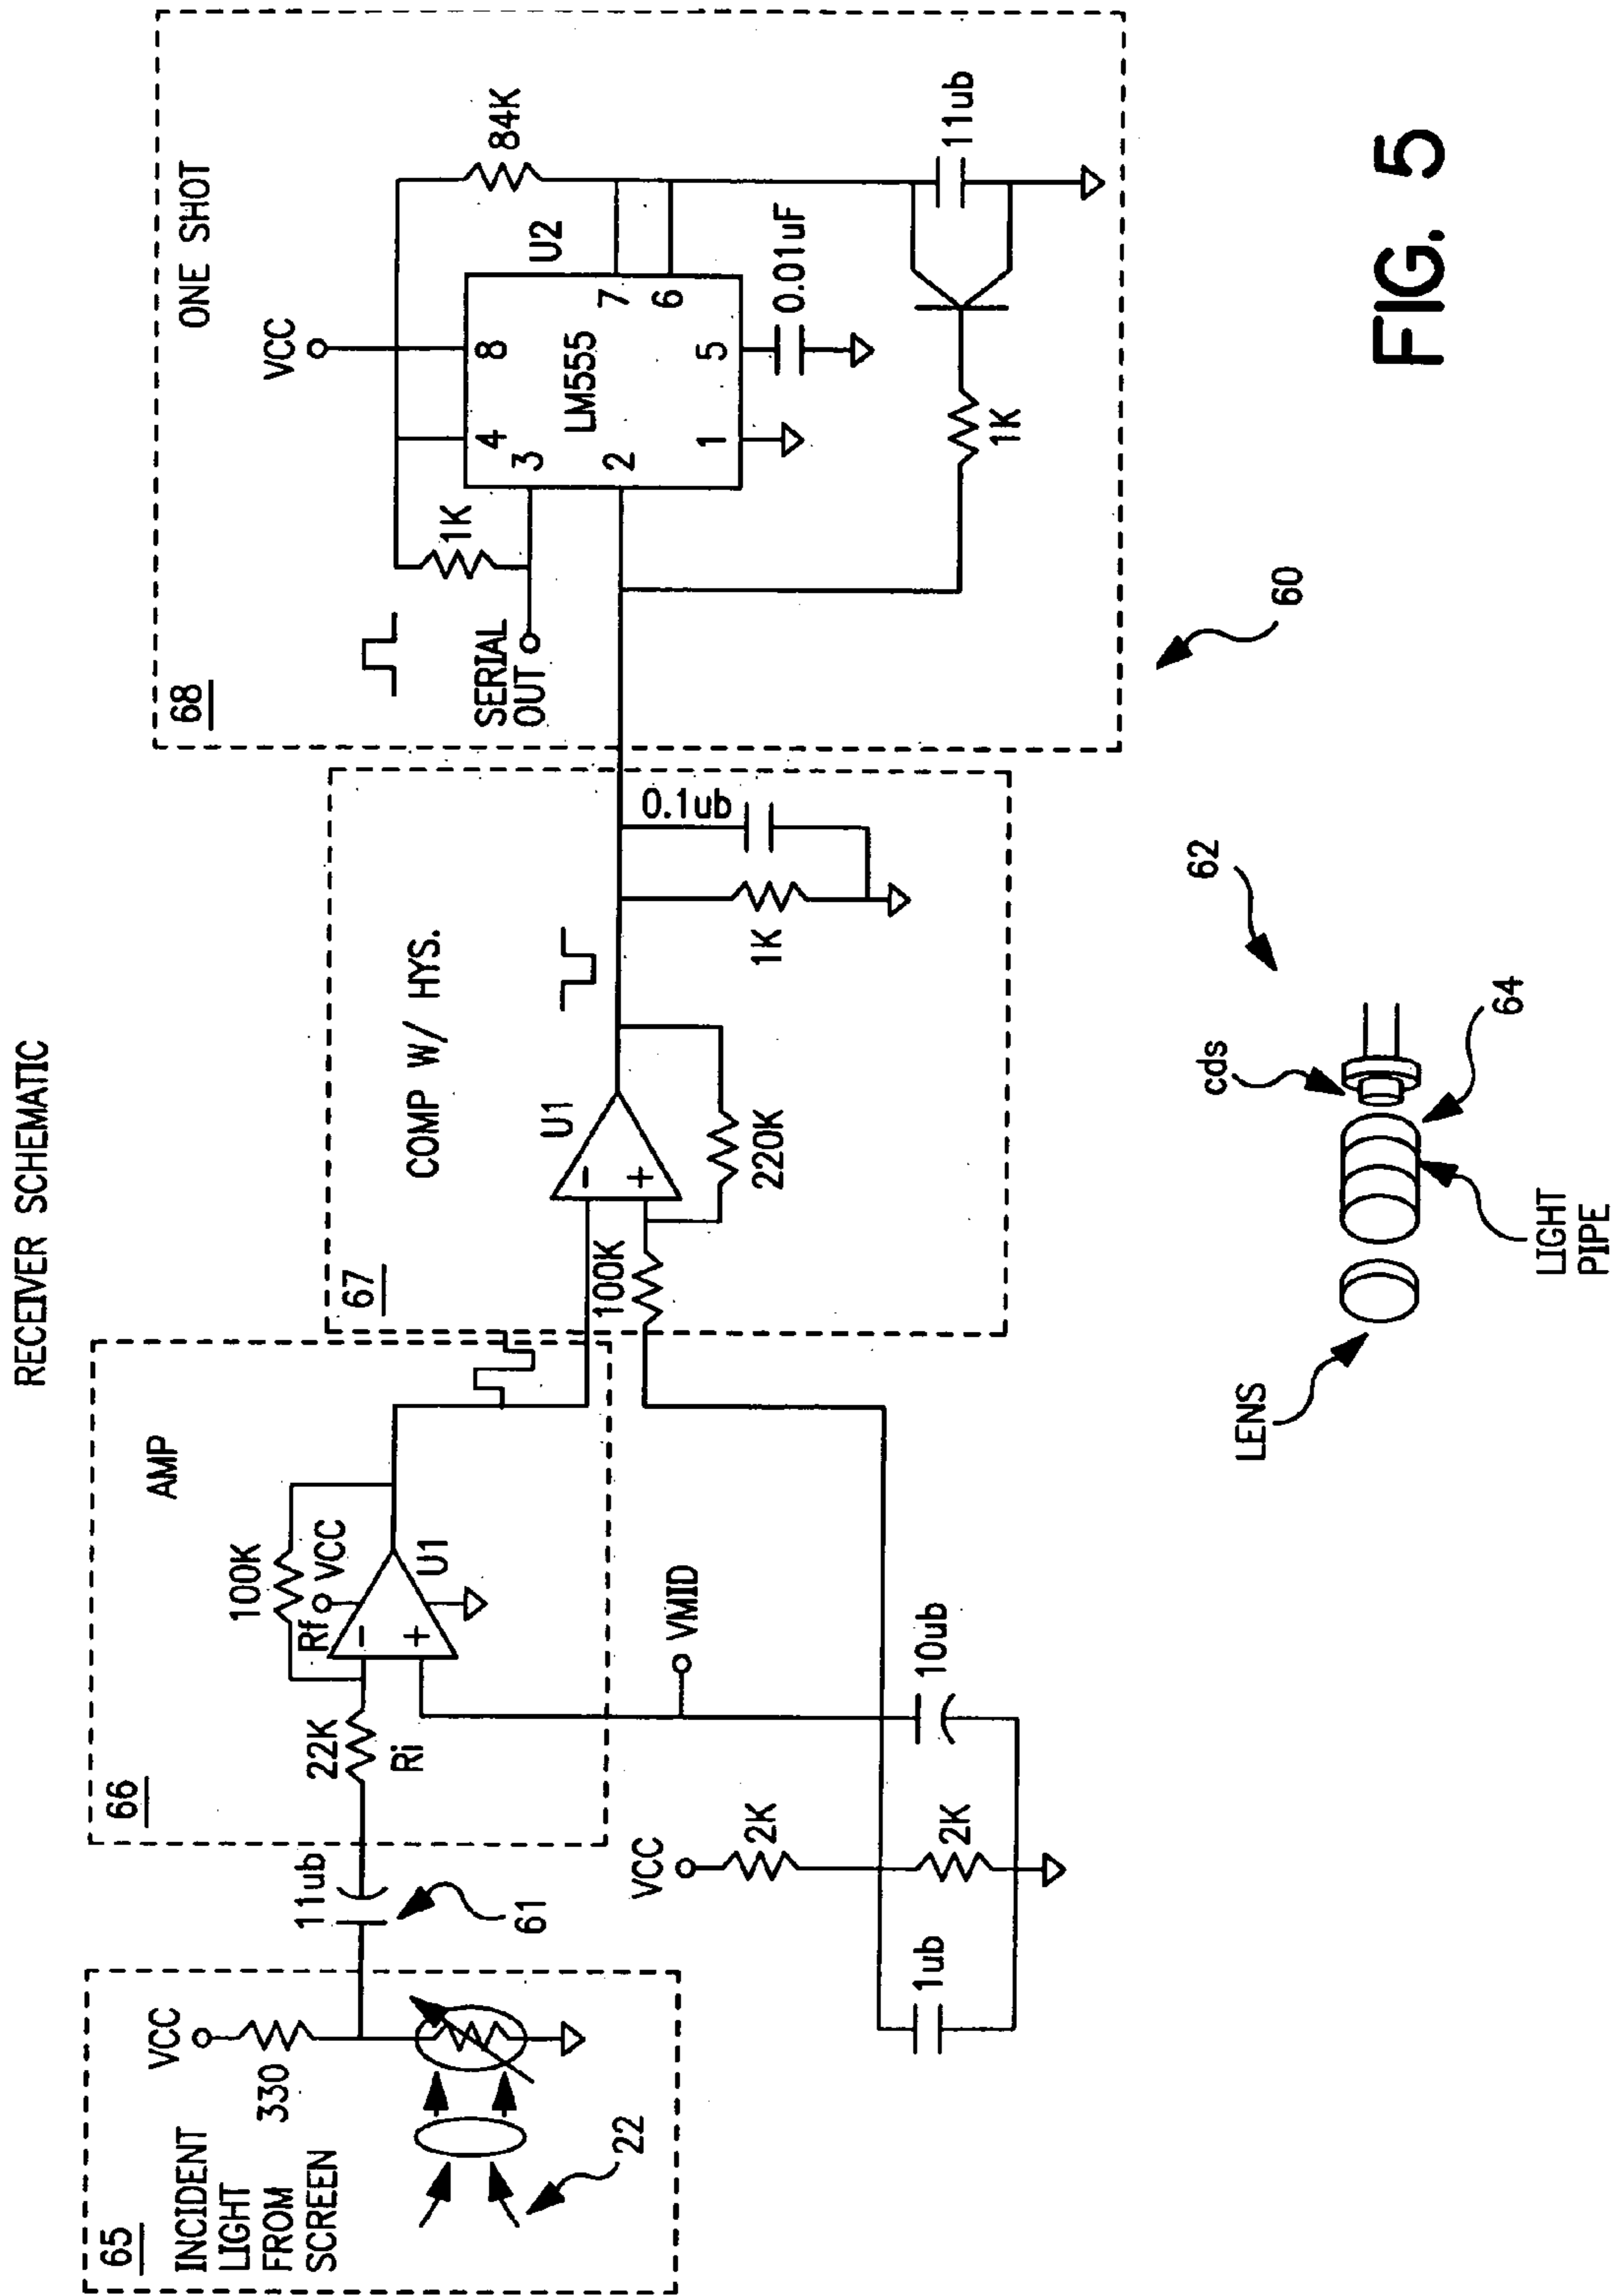 RECEIVER SCHEMATIC
65
INCIDENT
LIGHT
FROM
SCREEN
VCC
330
22
11ub
61
66
AMP
22K
Ri
100K
Rf
VCC
−
+
U1
VMID
VCC
2K
2K
1ub
10ub
67
COMP W/ HYS.
100K
−
+
U1
220K
1K
0.1ub
68
ONE SHOT
VCC
SERIAL
OUT
1K
4
8
3
LM555
7
2
6
1
5
U2
84K
0.01uF
1K
11ub
60
62
LENS
LIGHT
PIPE
cds
64
FIG. 5